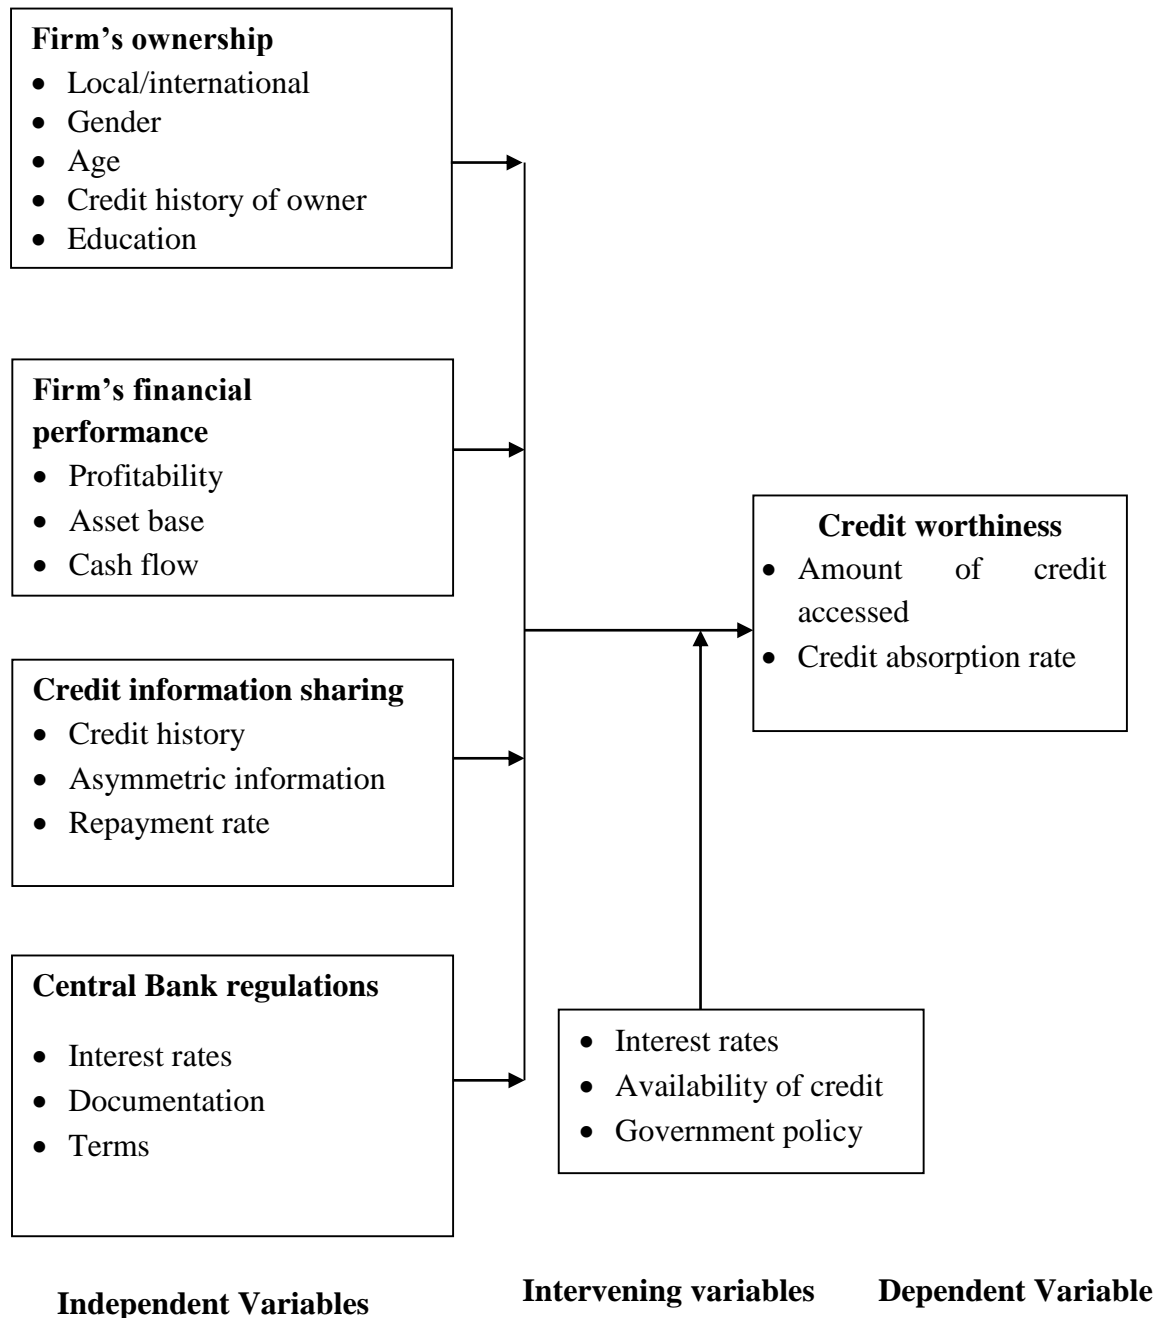 Firm’s ownership
• Local/international
• Gender
• Age
• Credit history of owner
• Education
Firm’s financial
performance
• Profitability
• Asset base
• Cash flow
Credit worthiness
• Amount of credit
accessed
• Credit absorption rate
Credit information sharing
• Credit history
• Asymmetric information
• Repayment rate
Central Bank regulations
• Interest rates
• Documentation
• Terms
• Interest rates
• Availability of credit
• Government policy
Independent Variables
Intervening variables
Dependent Variable